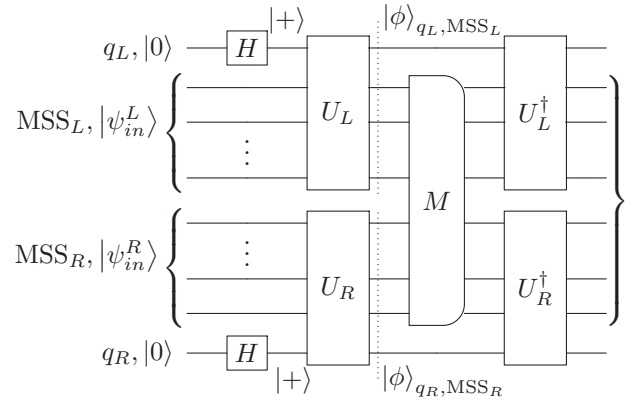 |+⟩ |ϕ⟩_{q_L,MSS_L}
q_L, |0⟩ H
MSS_L, |ψ_{in}^L⟩ U_L U_L^†
M
MSS_R, |ψ_{in}^R⟩ U_R U_R^†
q_R, |0⟩ H
|+⟩ |ϕ⟩_{q_R,MSS_R}